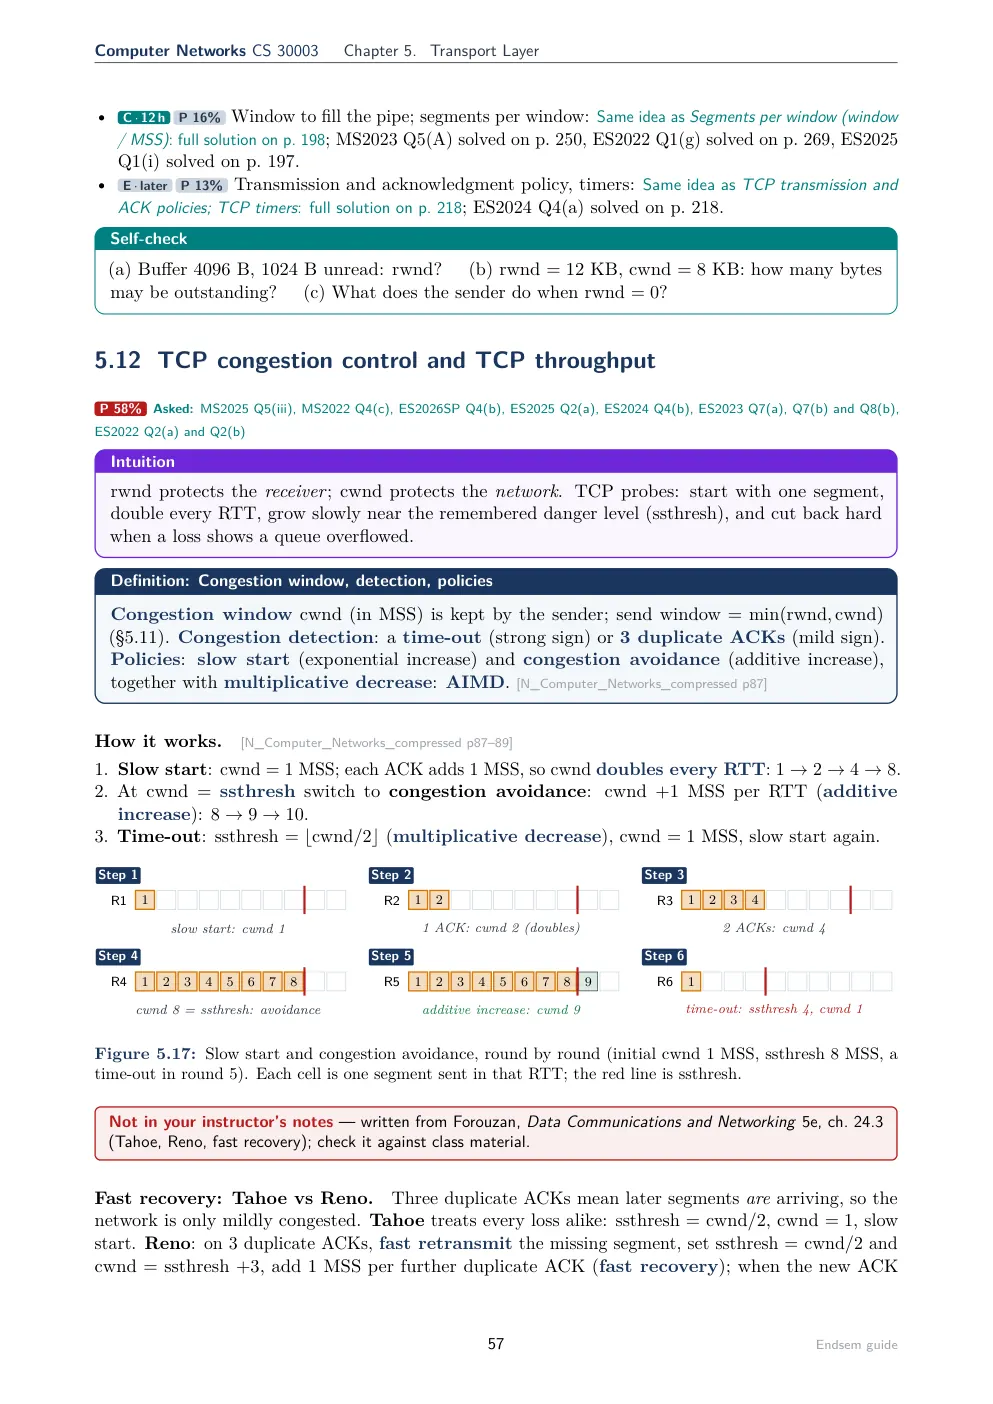 Computer Networks CS 30003 Chapter 5. Transport Layer
• C · 12 h P 16% Window to fill the pipe; segments per window: Same idea as Segments per window (window
/ MSS): full solution on p. 198; MS2023 Q5(A) solved on p. 250, ES2022 Q1(g) solved on p. 269, ES2025
Q1(i) solved on p. 197.
• E · later P 13% Transmission and acknowledgment policy, timers: Same idea as TCP transmission and
ACK policies; TCP timers: full solution on p. 218; ES2024 Q4(a) solved on p. 218.
Self-check
(a) Buffer 4096 B, 1024 B unread: rwnd? (b) rwnd = 12 KB, cwnd = 8 KB: how many bytes
may be outstanding? (c) What does the sender do when rwnd = 0?
5.12 TCP congestion control and TCP throughput
P 58% Asked: MS2025 Q5(iii), MS2022 Q4(c), ES2026SP Q4(b), ES2025 Q2(a), ES2024 Q4(b), ES2023 Q7(a), Q7(b) and Q8(b),
ES2022 Q2(a) and Q2(b)
Intuition
rwnd protects the receiver; cwnd protects the network. TCP probes: start with one segment,
double every RTT, grow slowly near the remembered danger level (ssthresh), and cut back hard
when a loss shows a queue overflowed.
Definition: Congestion window, detection, policies
Congestion window cwnd (in MSS) is kept by the sender; send window = min(rwnd, cwnd)
(§5.11). Congestion detection: a time-out (strong sign) or 3 duplicate ACKs (mild sign).
Policies: slow start (exponential increase) and congestion avoidance (additive increase),
together with multiplicative decrease: AIMD. [N_Computer_Networks_compressed p87]
How it works. [N_Computer_Networks_compressed p87–89]
1. Slow start: cwnd = 1 MSS; each ACK adds 1 MSS, so cwnd doubles every RTT: 1 → 2 → 4 → 8.
2. At cwnd = ssthresh switch to congestion avoidance: cwnd +1 MSS per RTT (additive
increase): 8 → 9 → 10.
3. Time-out: ssthresh = ⌊cwnd/2⌋ (multiplicative decrease), cwnd = 1 MSS, slow start again.
Step 1 Step 2 Step 3
R1 1 R2 1 2 R3 1 2 3 4
slow start: cwnd 1 1 ACK: cwnd 2 (doubles) 2 ACKs: cwnd 4
Step 4 Step 5 Step 6
R4 1 2 3 4 5 6 7 8 R5 1 2 3 4 5 6 7 8 9 R6 1
cwnd 8 = ssthresh: avoidance additive increase: cwnd 9 time-out: ssthresh 4, cwnd 1
Figure 5.17: Slow start and congestion avoidance, round by round (initial cwnd 1 MSS, ssthresh 8 MSS, a
time-out in round 5). Each cell is one segment sent in that RTT; the red line is ssthresh.
Not in your instructor's notes — written from Forouzan, Data Communications and Networking 5e, ch. 24.3
(Tahoe, Reno, fast recovery); check it against class material.
Fast recovery: Tahoe vs Reno. Three duplicate ACKs mean later segments are arriving, so the
network is only mildly congested. Tahoe treats every loss alike: ssthresh = cwnd/2, cwnd = 1, slow
start. Reno: on 3 duplicate ACKs, fast retransmit the missing segment, set ssthresh = cwnd/2 and
cwnd = ssthresh +3, add 1 MSS per further duplicate ACK (fast recovery); when the new ACK
57
Endsem guide